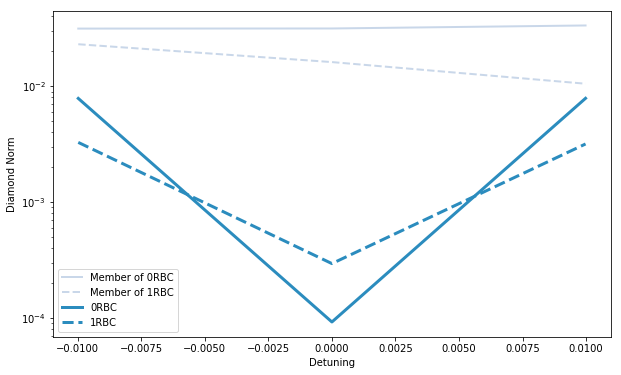 Diamond Norm
10⁻²
10⁻³
10⁻⁴
Member of 0RBC
Member of 1RBC
0RBC
1RBC
−0.0100 −0.0075 −0.0050 −0.0025 0.0000 0.0025 0.0050 0.0075 0.0100
Detuning